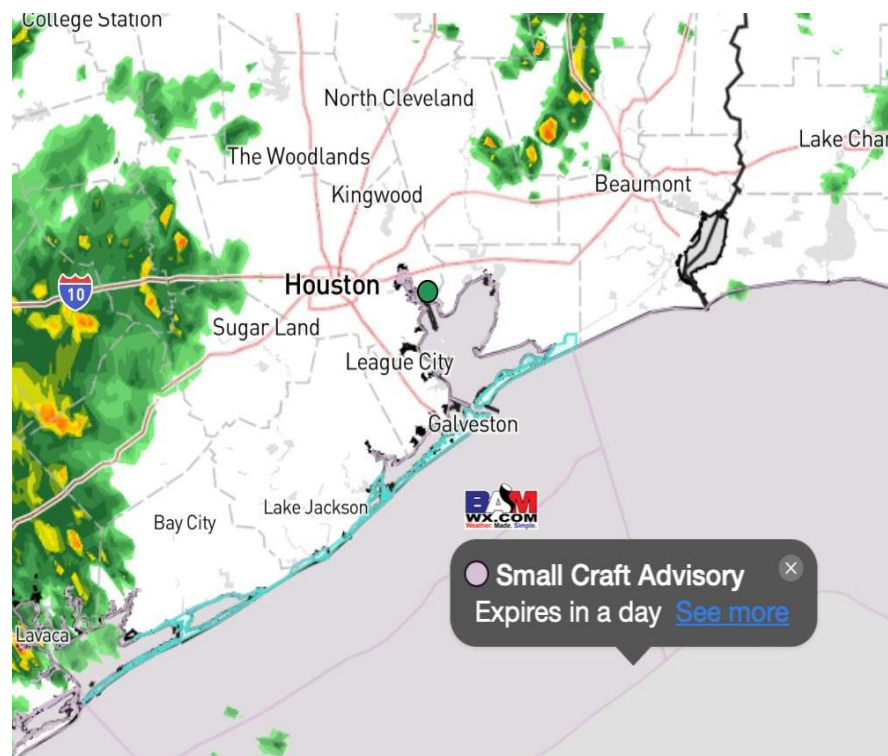 College Station
North Cleveland
Lake Char
The Woodlands
Beaumont
Kingwood
Houston
10
Sugar Land
League City
Galveston
Lake Jackson
BAM
WX.COM
Weather. Made. Simple.
Bay City
Small Craft Advisory
Expires in a day See more
Lavaca